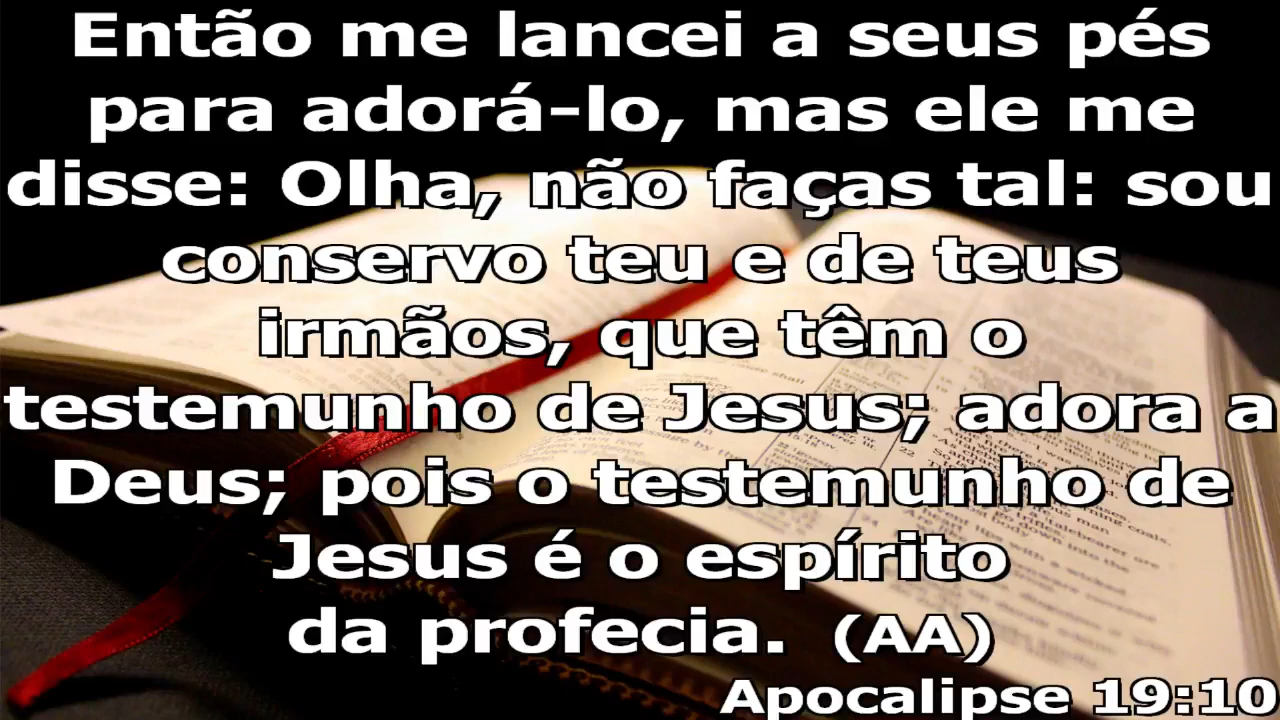 Então me lancei a seus pés
para adorá-lo, mas ele me
disse: Olha, não faças tal: sou
conservo teu e de teus
irmãos, que têm o
testemunho de Jesus; adora a
Deus; pois o testemunho de
Jesus é o espírito
da profecia. (AA)
Apocalipse 19:10